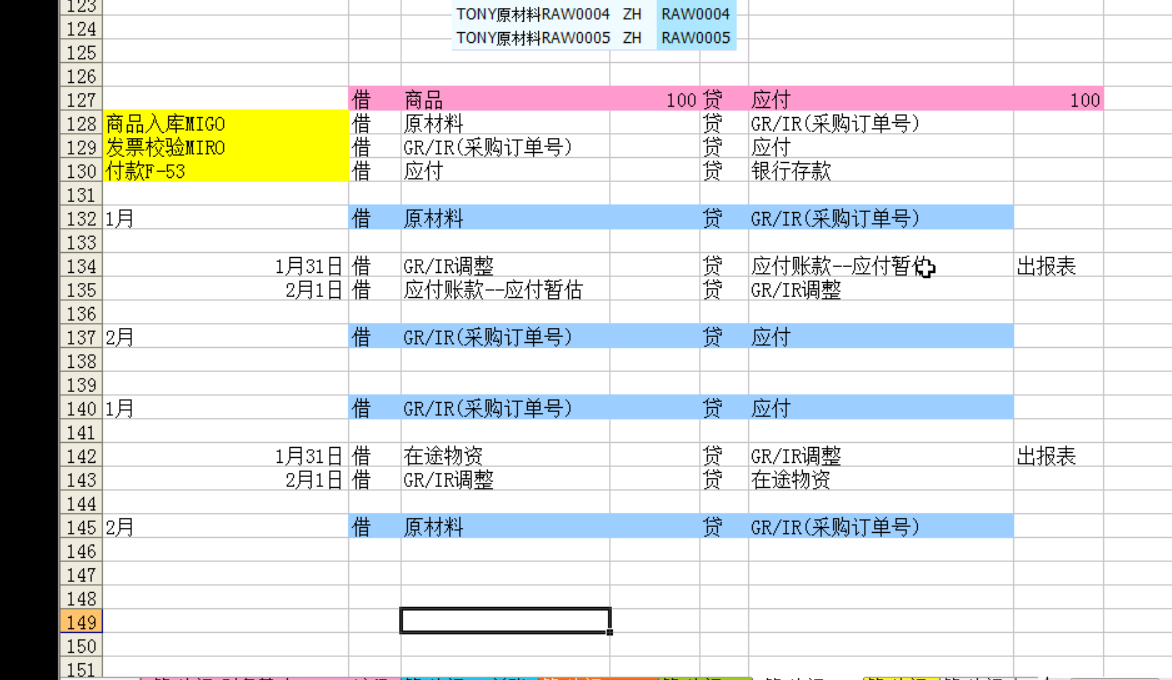 123
TONY原材料RAW0004 ZH RAW0004
124
TONY原材料RAW0005 ZH RAW0005
125
126
127 借 商品 100 贷 应付 100
128 商品入库MIGO 借 原材料 贷 GR/IR(采购订单号)
129 发票校验MIRO 借 GR/IR(采购订单号) 贷 应付
130 付款F-53 借 应付 贷 银行存款
131
132 1月 借 原材料 贷 GR/IR(采购订单号)
133
134 1月31日 借 GR/IR调整 贷 应付账款--应付暂估 出报表
135 2月1日 借 应付账款--应付暂估 贷 GR/IR调整
136
137 2月 借 GR/IR(采购订单号) 贷 应付
138
139
140 1月 借 GR/IR(采购订单号) 贷 应付
141
142 1月31日 借 在途物资 贷 GR/IR调整 出报表
143 2月1日 借 GR/IR调整 贷 在途物资
144
145 2月 借 原材料 贷 GR/IR(采购订单号)
146
147
148
149
150
151